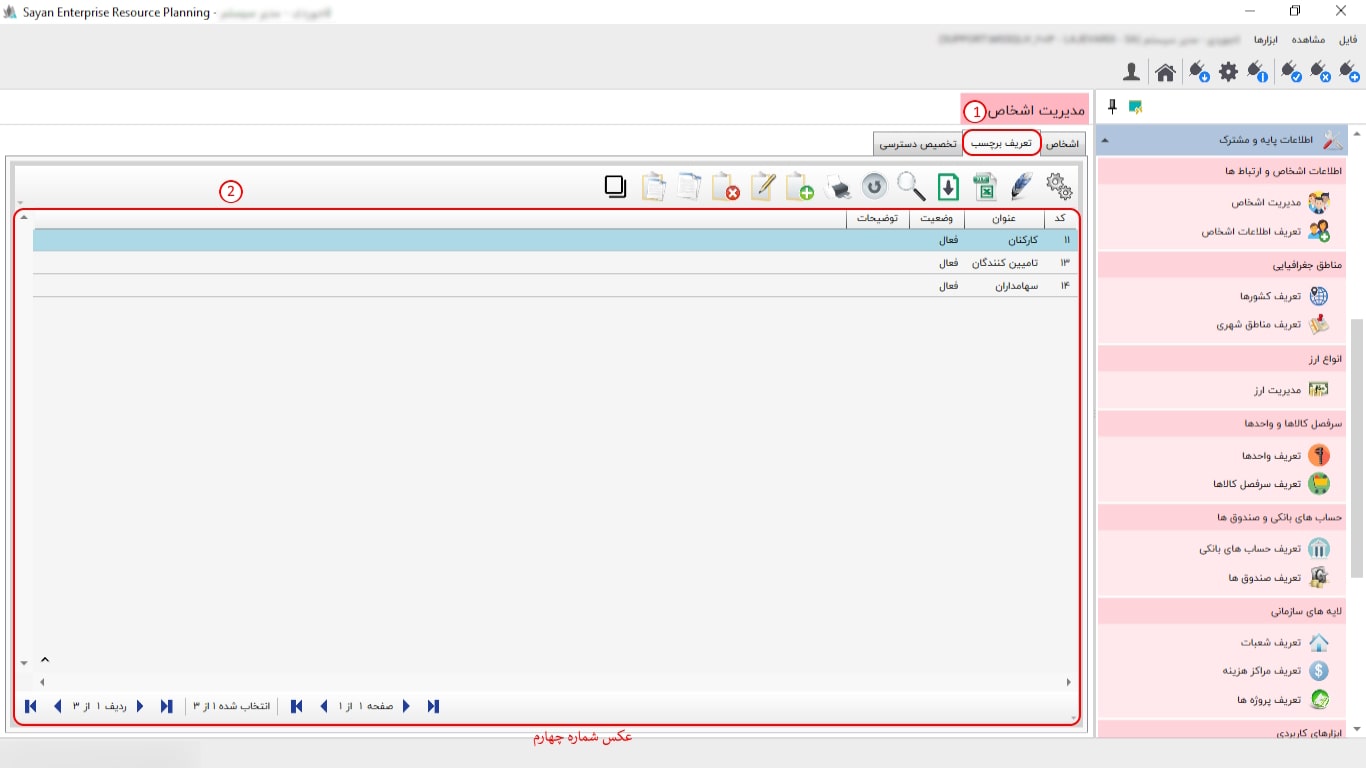 Sayan Enterprise Resource Planning -
فایل مشاهده ابزارها
مدیریت اشخاص 1
اشخاص تعریف برچسب تخصیص دسترسی
2
کد عنوان وضعیت توضیحات
۱۱ کارکنان فعال
۱۳ تامیین کنندگان فعال
۱۴ سهامداران فعال
صفحه ۱ از ۱ انتخاب شده ۱ از ۳ ردیف ۱ از ۳
عکس شماره چهارم
اطلاعات پایه و مشترک
اطلاعات اشخاص و ارتباط ها
مدیریت اشخاص
تعریف اطلاعات اشخاص
مناطق جغرافیایی
تعریف کشورها
تعریف مناطق شهری
انواع ارز
مدیریت ارز
سرفصل کالاها و واحدها
تعریف واحدها
تعریف سرفصل کالاها
حساب های بانکی و صندوق ها
تعریف حساب های بانکی
تعریف صندوق ها
لایه های سازمانی
تعریف شعبات
تعریف مراکز هزینه
تعریف پروژه ها
ابزارهای کاربردی